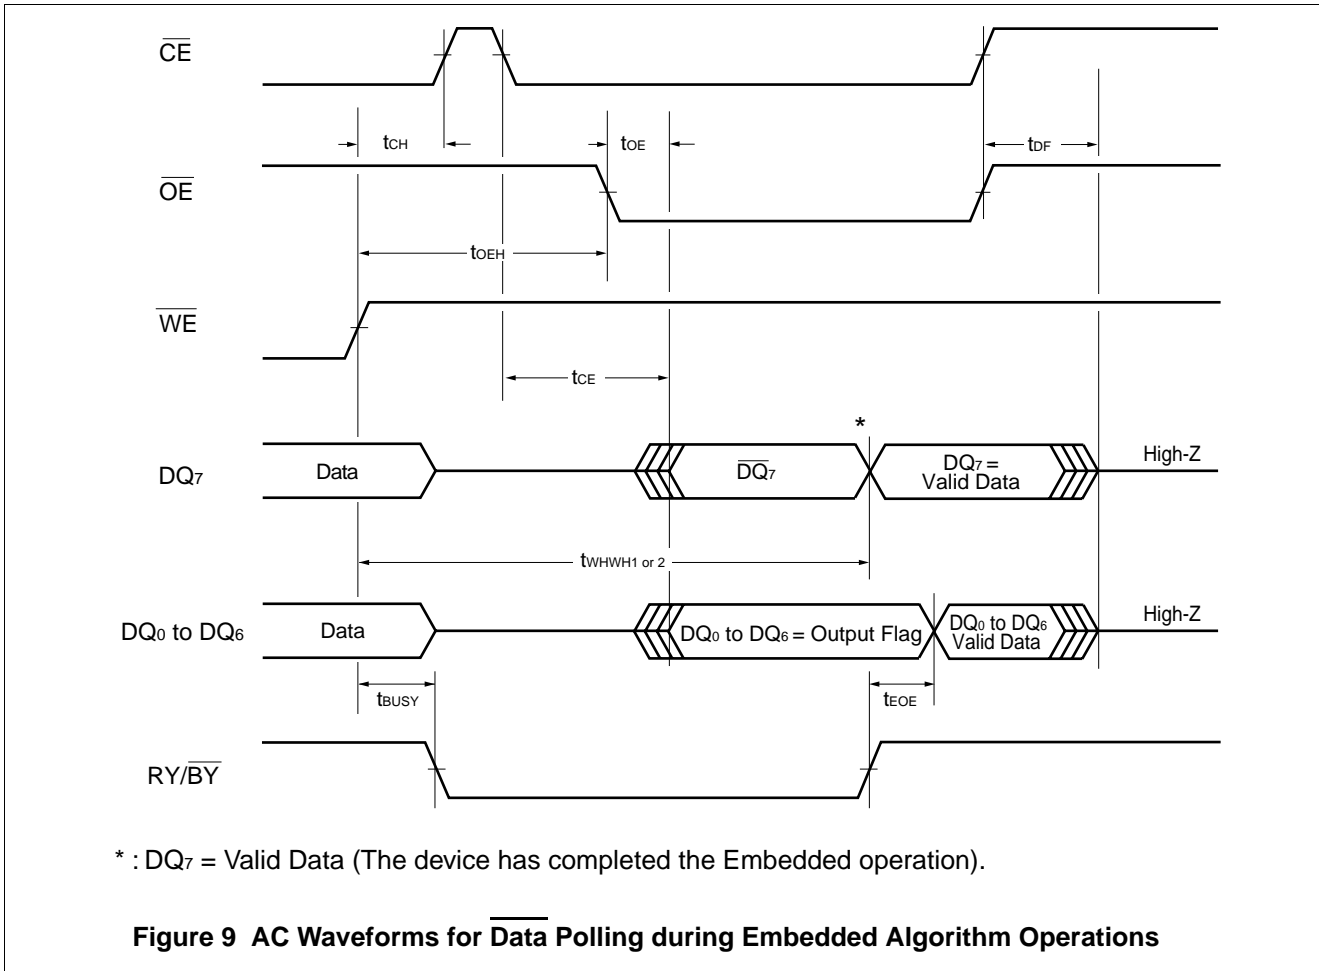 CE
tCH
tOE
tDF
OE
tOEH
WE
tCE
*
DQ7
Data
DQ7
DQ7 =
Valid Data
High-Z
tWHWH1 or 2
DQ0 to DQ6
Data
DQ0 to DQ6 = Output Flag
DQ0 to DQ6
Valid Data
High-Z
tBUSY
tEOE
RY/BY
* : DQ7 = Valid Data (The device has completed the Embedded operation).
Figure 9 AC Waveforms for Data Polling during Embedded Algorithm Operations